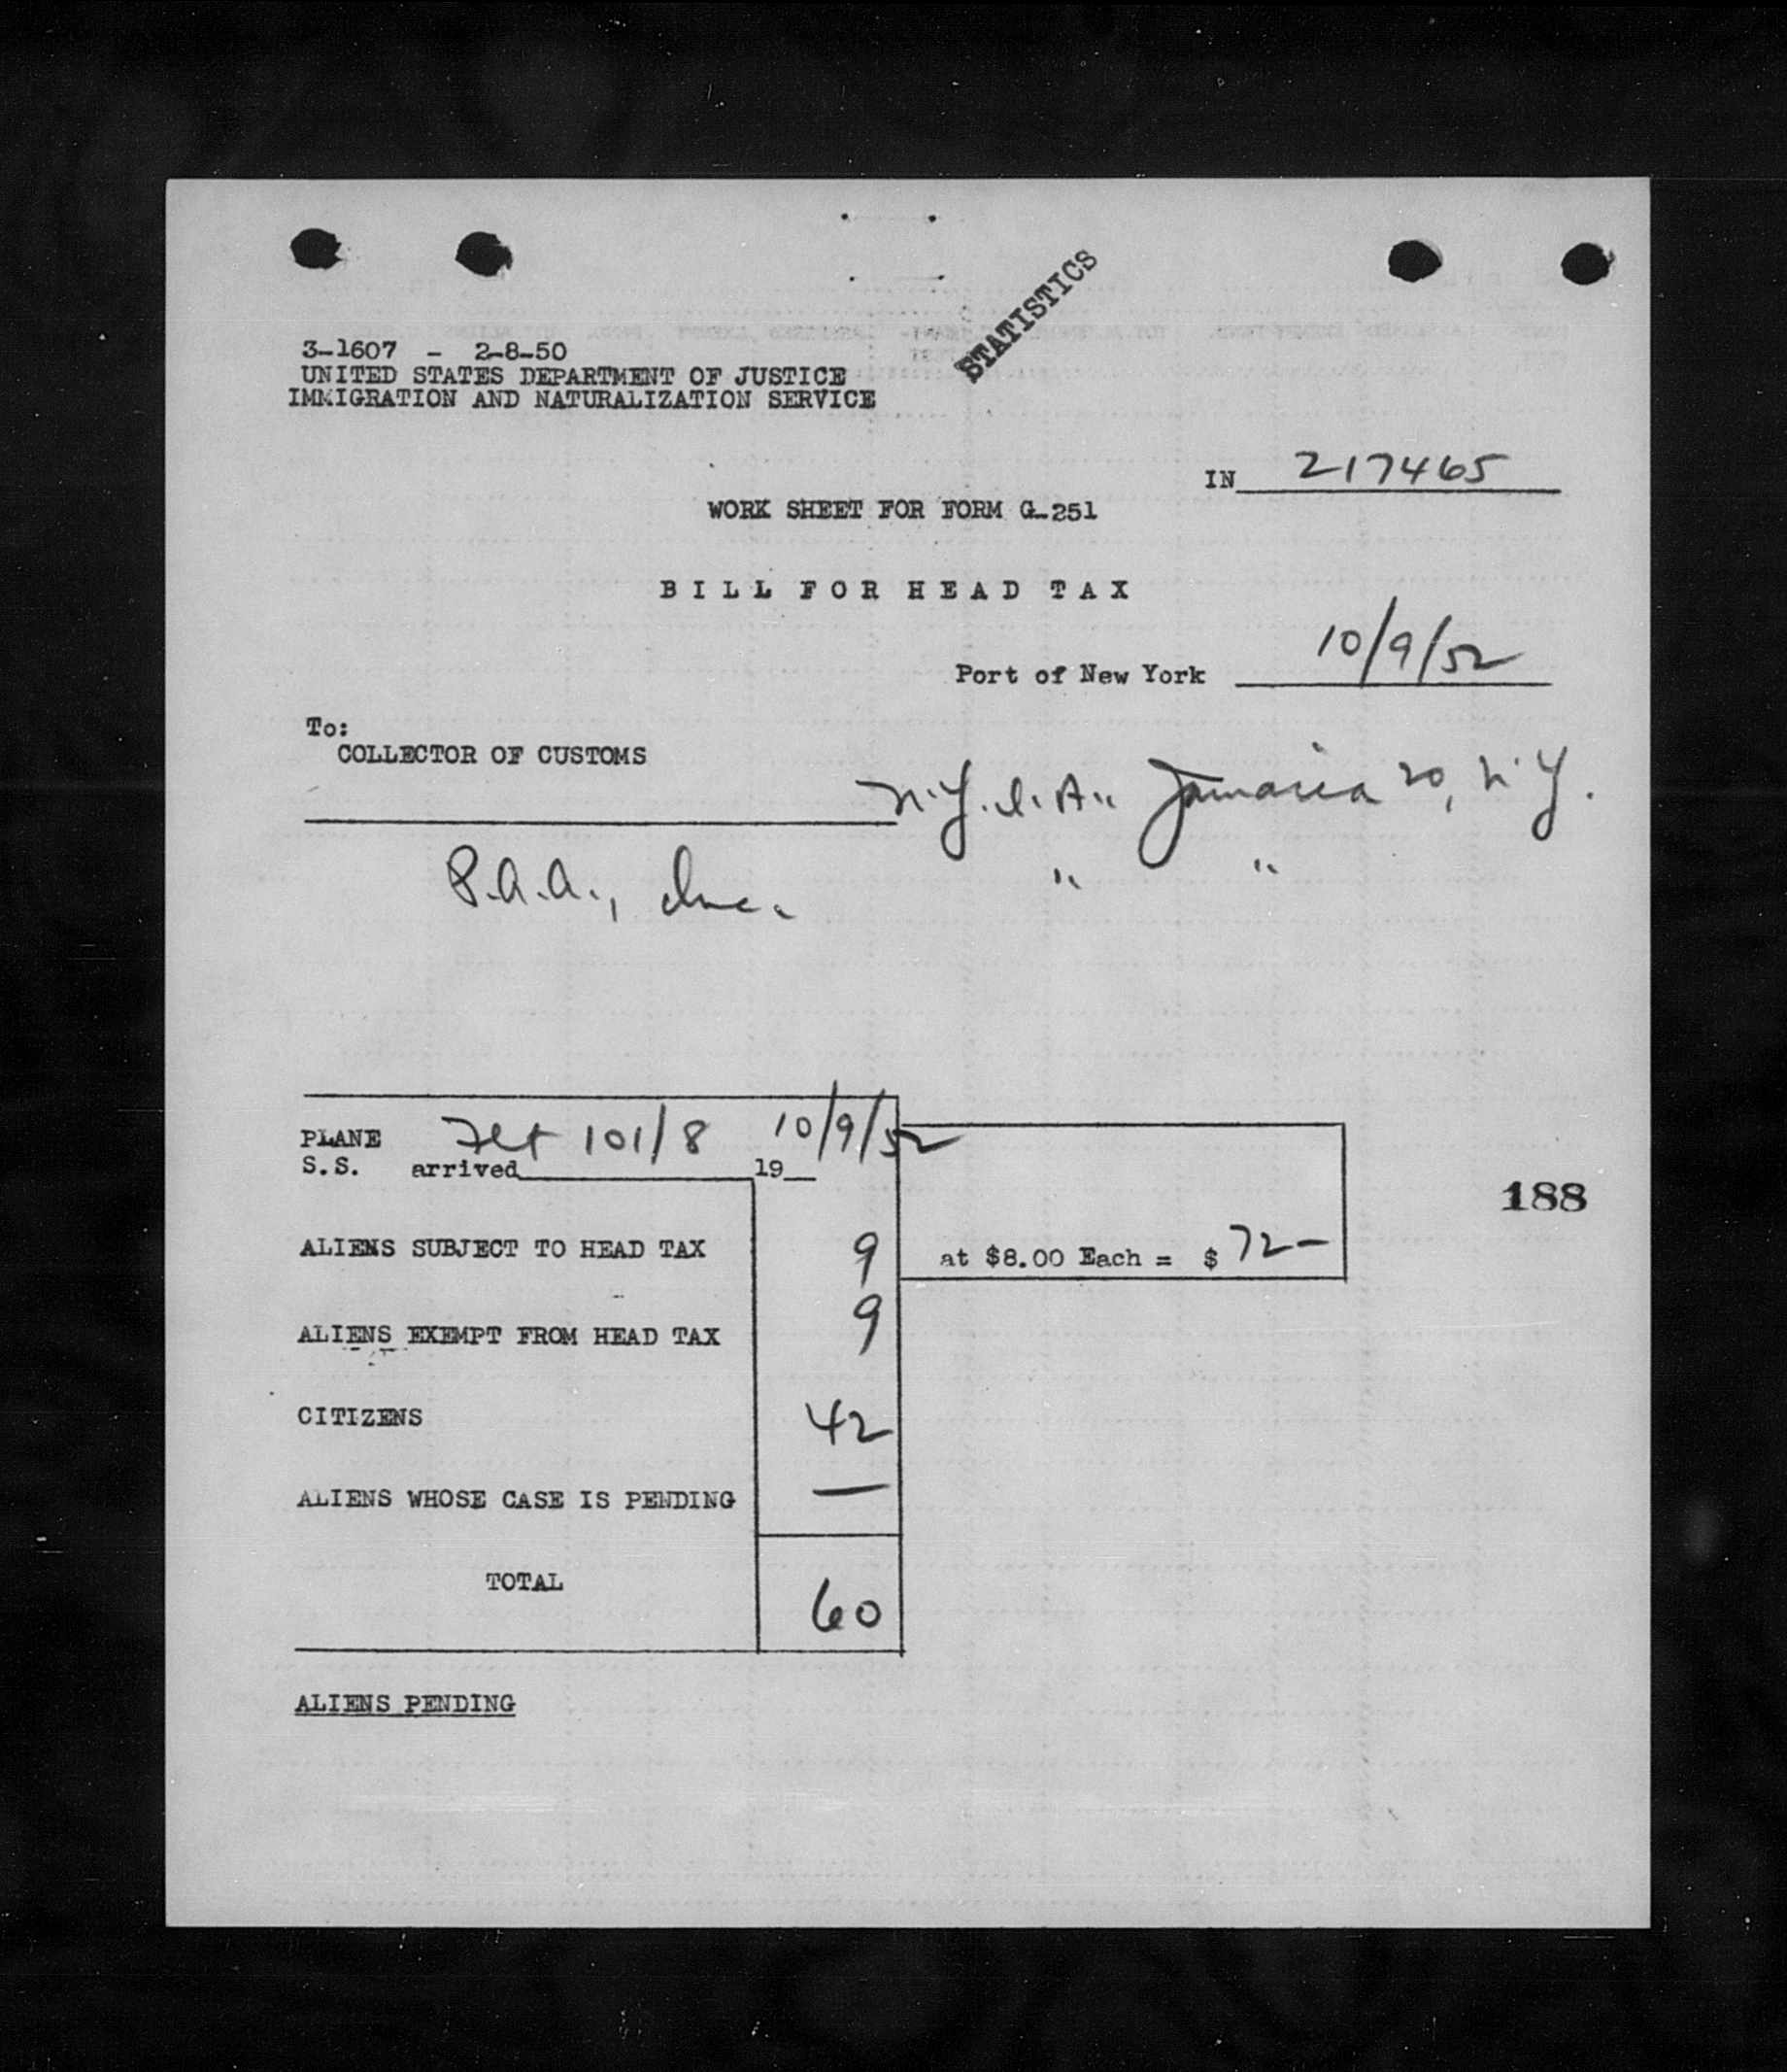 STATISTICS
3-1607 - 2-8-50
UNITED STATES DEPARTMENT OF JUSTICE
IMMIGRATION AND NATURALIZATION SERVICE
IN 217465
WORK SHEET FOR FORM G-251
BILL FOR HEAD TAX
Port of New York 10/9/52
To:
COLLECTOR OF CUSTOMS
N.Y.I.A., Jamaica 20, N.Y.
P.A.A., Inc. " "
PLANE Flt 101/8 10/9/52
S.S. arrived 19
188
ALIENS SUBJECT TO HEAD TAX 9 at $8.00 Each = $ 72-
ALIENS EXEMPT FROM HEAD TAX 9
CITIZENS 42
ALIENS WHOSE CASE IS PENDING —
TOTAL 60
ALIENS PENDING